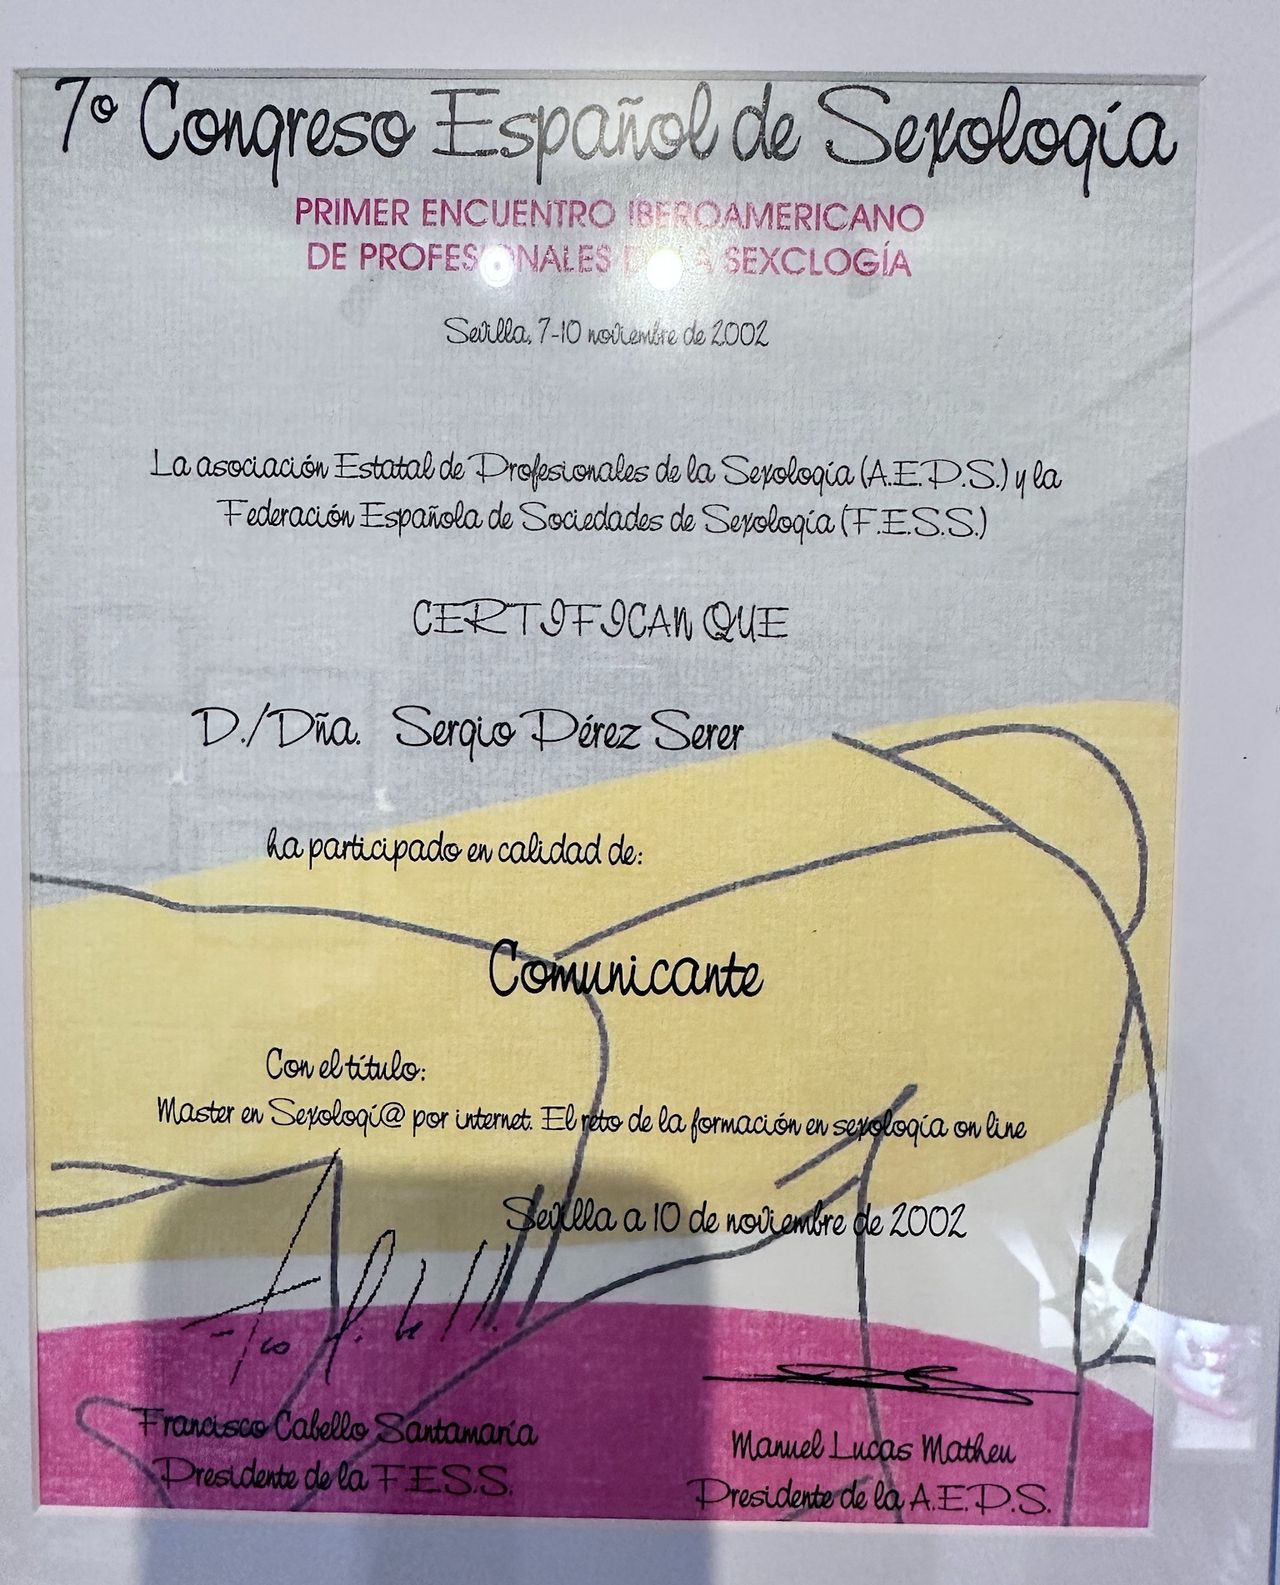 7º Congreso Español de Sexología
PRIMER ENCUENTRO IBEROAMERICANO
DE PROFESIONALES DE LA SEXCLOGÍA
Sevilla, 7-10 noviembre de 2002
La asociación Estatal de Profesionales de la Sexología (A.E.P.S.) y la
Federación Española de Sociedades de Sexología (F.E.S.S.)
CERTIFICAN QUE
D./Dña. Sergio Pérez Serer
ha participado en calidad de:
Comunicante
Con el título:
Master en Sexologí@ por internet. El reto de la formación en sexología on line
Sevilla a 10 de noviembre de 2002
Francisco Cabello Santamaría
Presidente de la F.E.S.S.
Manuel Lucas Matheu
Presidente de la A.E.P.S.